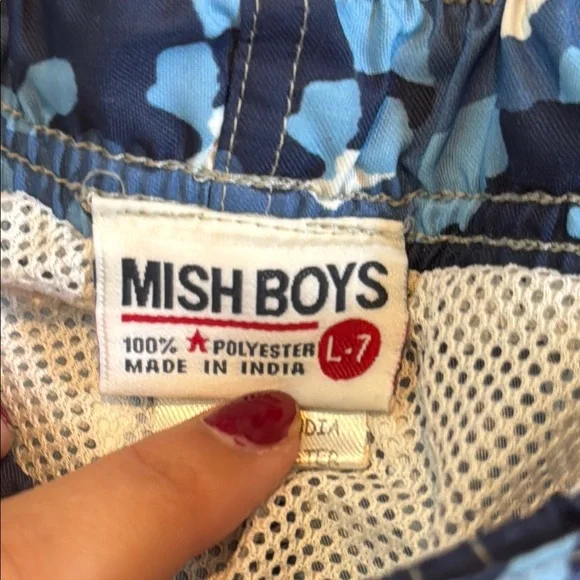 MISH BOYS
100% ★ POLYESTER L-7
MADE IN INDIA